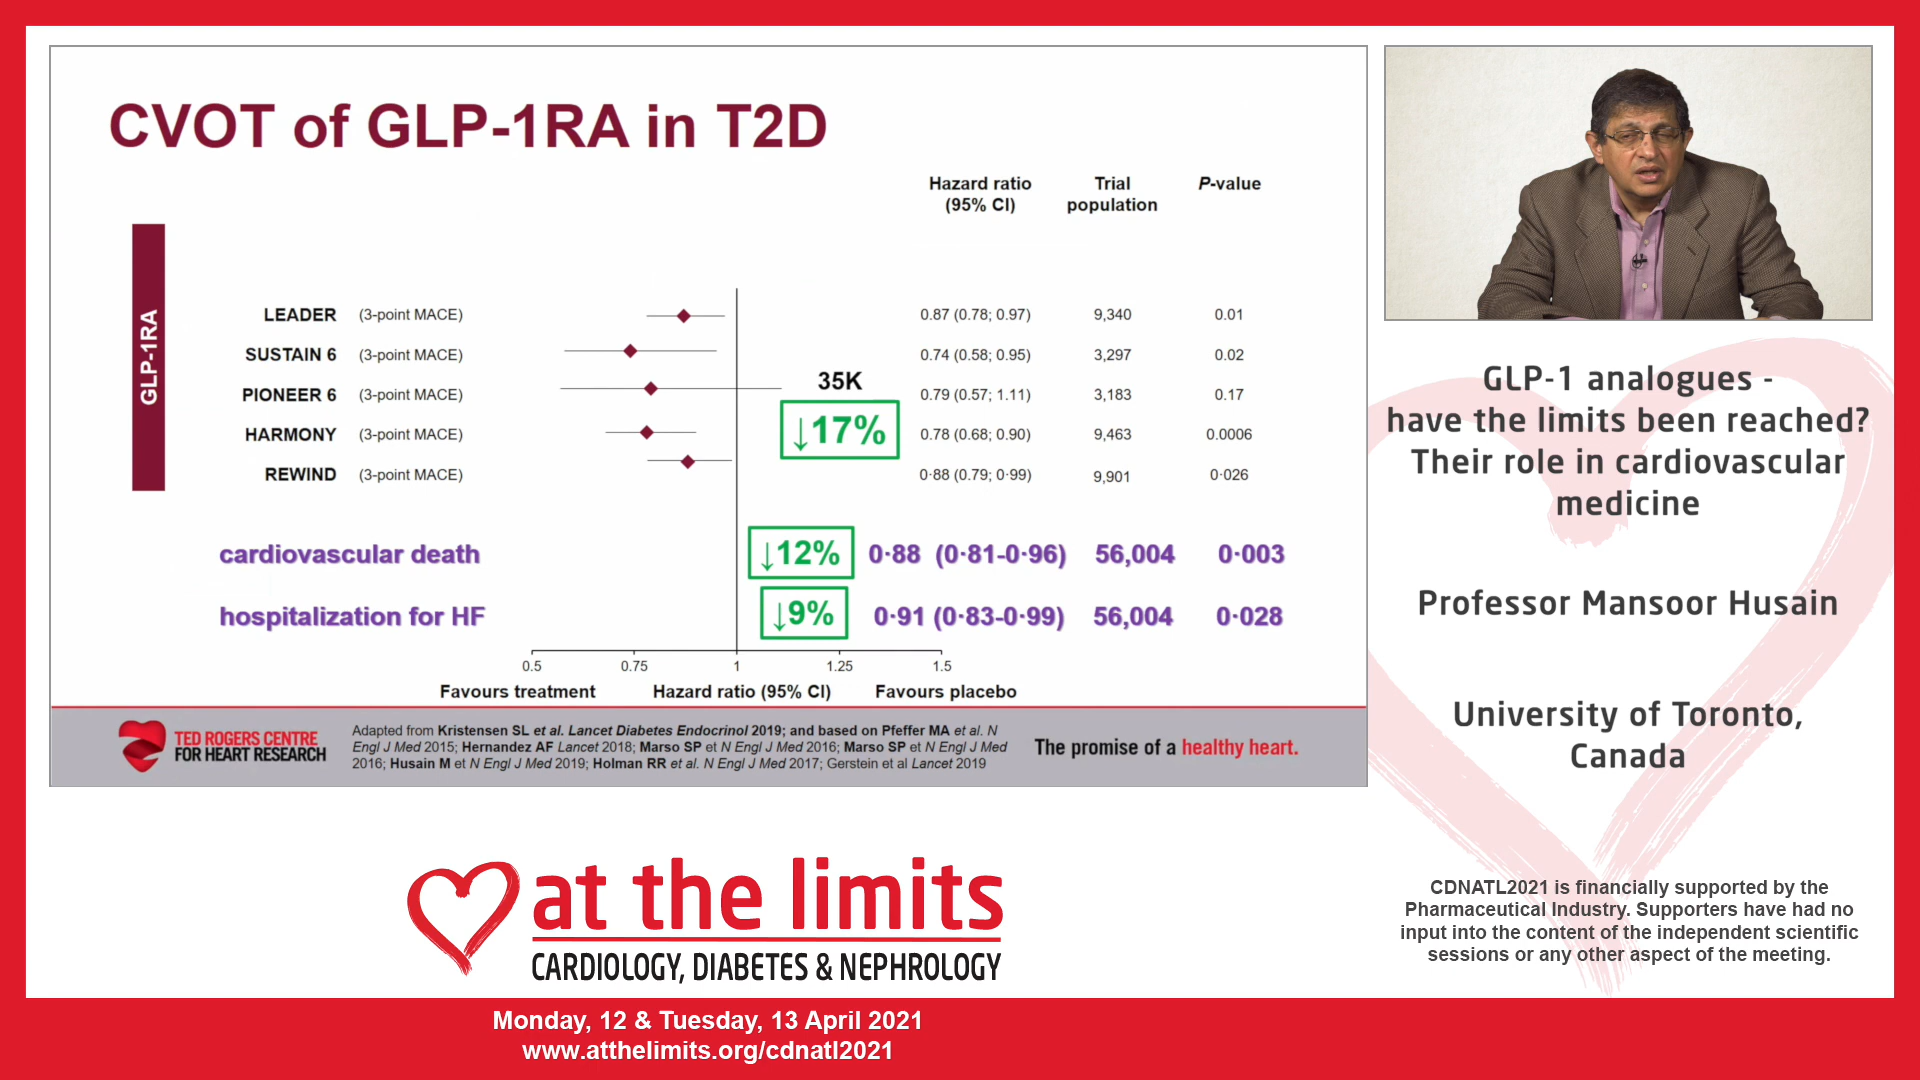 CVOT of GLP-1RA in T2D
Hazard ratio
(95% CI)
Trial
population
P-value
GLP-1RA
LEADER (3-point MACE) 0.87 (0.78; 0.97) 9,340 0.01
SUSTAIN 6 (3-point MACE) 0.74 (0.58; 0.95) 3,297 0.02
35K
PIONEER 6 (3-point MACE) 0.79 (0.57; 1.11) 3,183 0.17
↓17%
HARMONY (3-point MACE) 0.78 (0.68; 0.90) 9,463 0.0006
REWIND (3-point MACE) 0·88 (0.79; 0·99) 9,901 0·026
cardiovascular death ↓12% 0·88 (0·81-0·96) 56,004 0·003
hospitalization for HF ↓9% 0·91 (0·83-0·99) 56,004 0·028
0.5 0.75 1 1.25 1.5
Favours treatment Hazard ratio (95% CI) Favours placebo
TED ROGERS CENTRE
FOR HEART RESEARCH
Adapted from Kristensen SL et al. Lancet Diabetes Endocrinol 2019; and based on Pfeffer MA et al. N
Engl J Med 2015; Hernandez AF Lancet 2018; Marso SP et N Engl J Med 2016; Marso SP et N Engl J Med
2016; Husain M et N Engl J Med 2019; Holman RR et al. N Engl J Med 2017; Gerstein et al Lancet 2019
The promise of a healthy heart.
GLP-1 analogues -
have the limits been reached?
Their role in cardiovascular
medicine
Professor Mansoor Husain
University of Toronto,
Canada
CDNATL2021 is financially supported by the
Pharmaceutical Industry. Supporters have had no
input into the content of the independent scientific
sessions or any other aspect of the meeting.
at the limits
CARDIOLOGY, DIABETES & NEPHROLOGY
Monday, 12 & Tuesday, 13 April 2021
www.atthelimits.org/cdnatl2021